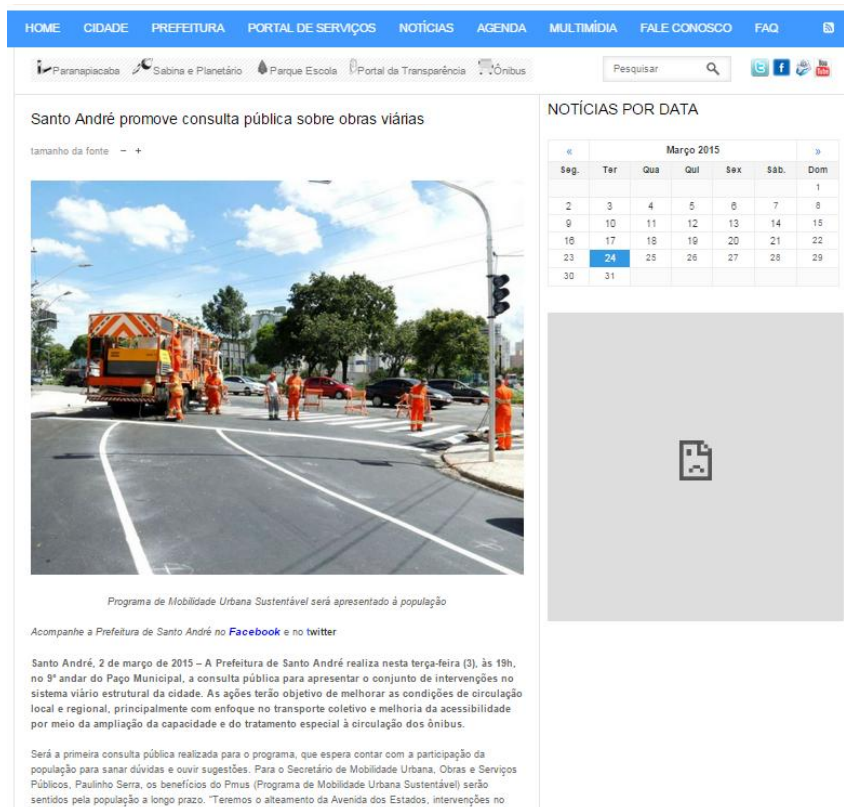 HOME CIDADE PREFEITURA PORTAL DE SERVIÇOS NOTÍCIAS AGENDA MULTIMÍDIA FALE CONOSCO FAQ
Paranapiacaba Sabina e Planetário Parque Escola Portal da Transparência Ônibus Pesquisar
Santo André promove consulta pública sobre obras viárias
tamanho da fonte − +
NOTÍCIAS POR DATA
« Março 2015 »
Seg. Ter Qua Qui Sex Sáb. Dom
1
2 3 4 5 6 7 8
9 10 11 12 13 14 15
16 17 18 19 20 21 22
23 24 25 26 27 28 29
30 31
Programa de Mobilidade Urbana Sustentável será apresentado à população
Acompanhe a Prefeitura de Santo André no Facebook e no twitter
Santo André, 2 de março de 2015 – A Prefeitura de Santo André realiza nesta terça-feira (3), às 19h,
no 9º andar do Paço Municipal, a consulta pública para apresentar o conjunto de intervenções no
sistema viário estrutural da cidade. As ações terão objetivo de melhorar as condições de circulação
local e regional, principalmente com enfoque no transporte coletivo e melhoria da acessibilidade
por meio da ampliação da capacidade e do tratamento especial à circulação dos ônibus.
Será a primeira consulta pública realizada para o programa, que espera contar com a participação da
população para sanar dúvidas e ouvir sugestões. Para o Secretário de Mobilidade Urbana, Obras e Serviços
Públicos, Paulinho Serra, os benefícios do Pmus (Programa de Mobilidade Urbana Sustentável) serão
sentidos pela população a longo prazo. "Teremos o alteamento da Avenida dos Estados, intervenções no